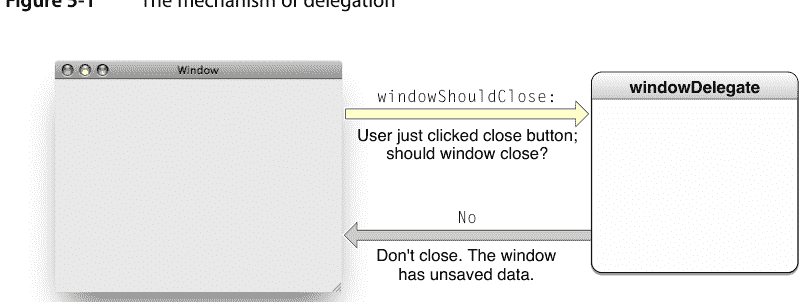 Figure 5-1 The mechanism of delegation
Window
windowShouldClose:
User just clicked close button;
should window close?
windowDelegate
No
Don't close. The window
has unsaved data.